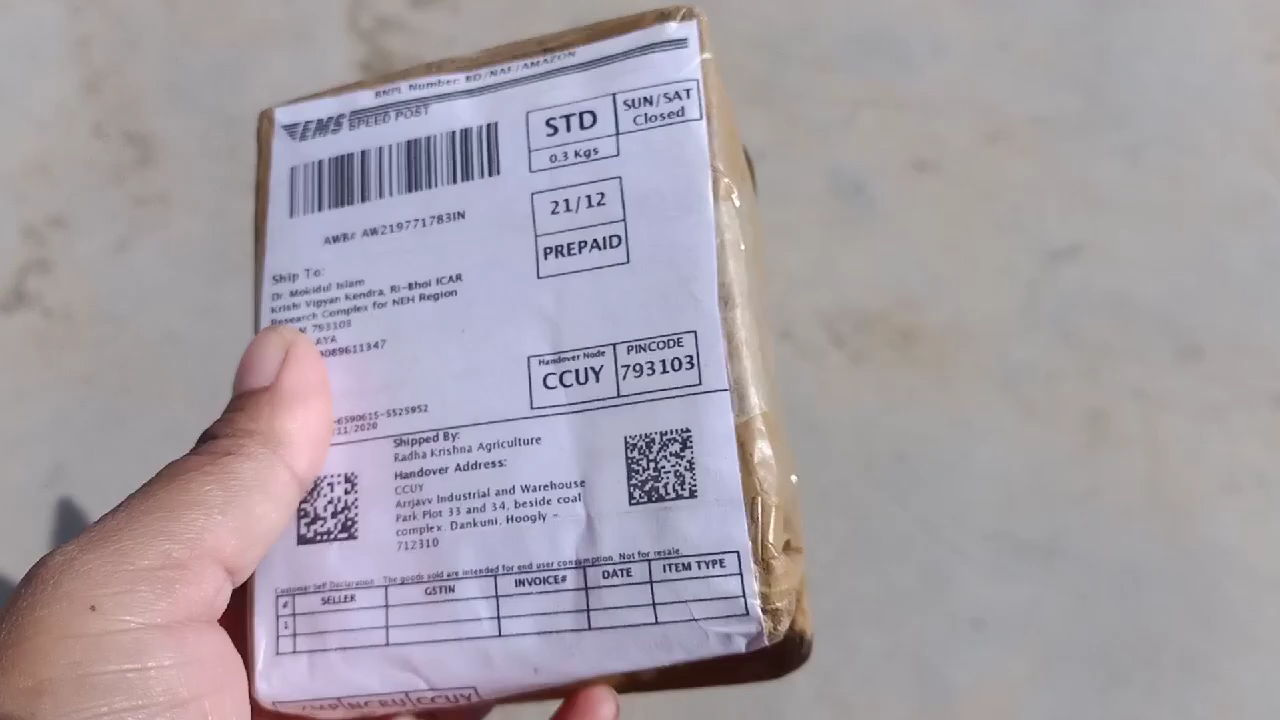 BNPL Number: BD/NAF/AMAZON
EMS SPEED POST
STD
0.3 Kgs
SUN/SAT
Closed
AWB# AW219771783IN
21/12
PREPAID
Ship To:
Dr Mokidul Islam
Krishi Vigyan Kendra, Ri-Bhoi ICAR
Research Complex for NEH Region
793103
AYA
089611347
Handover Node
CCUY
PINCODE
793103
-6590615-5525952
/11/2020
Shipped By:
Radha Krishna Agriculture
Handover Address:
CCUY
Arrjavv Industrial and Warehouse
Park Plot 33 and 34, beside coal
complex. Dankuni, Hoogly -
712310
Customer Self Declaration The goods sold are intended for end user consumption. Not for resale.
# SELLER GSTIN INVOICE# DATE ITEM TYPE
1
CCUY